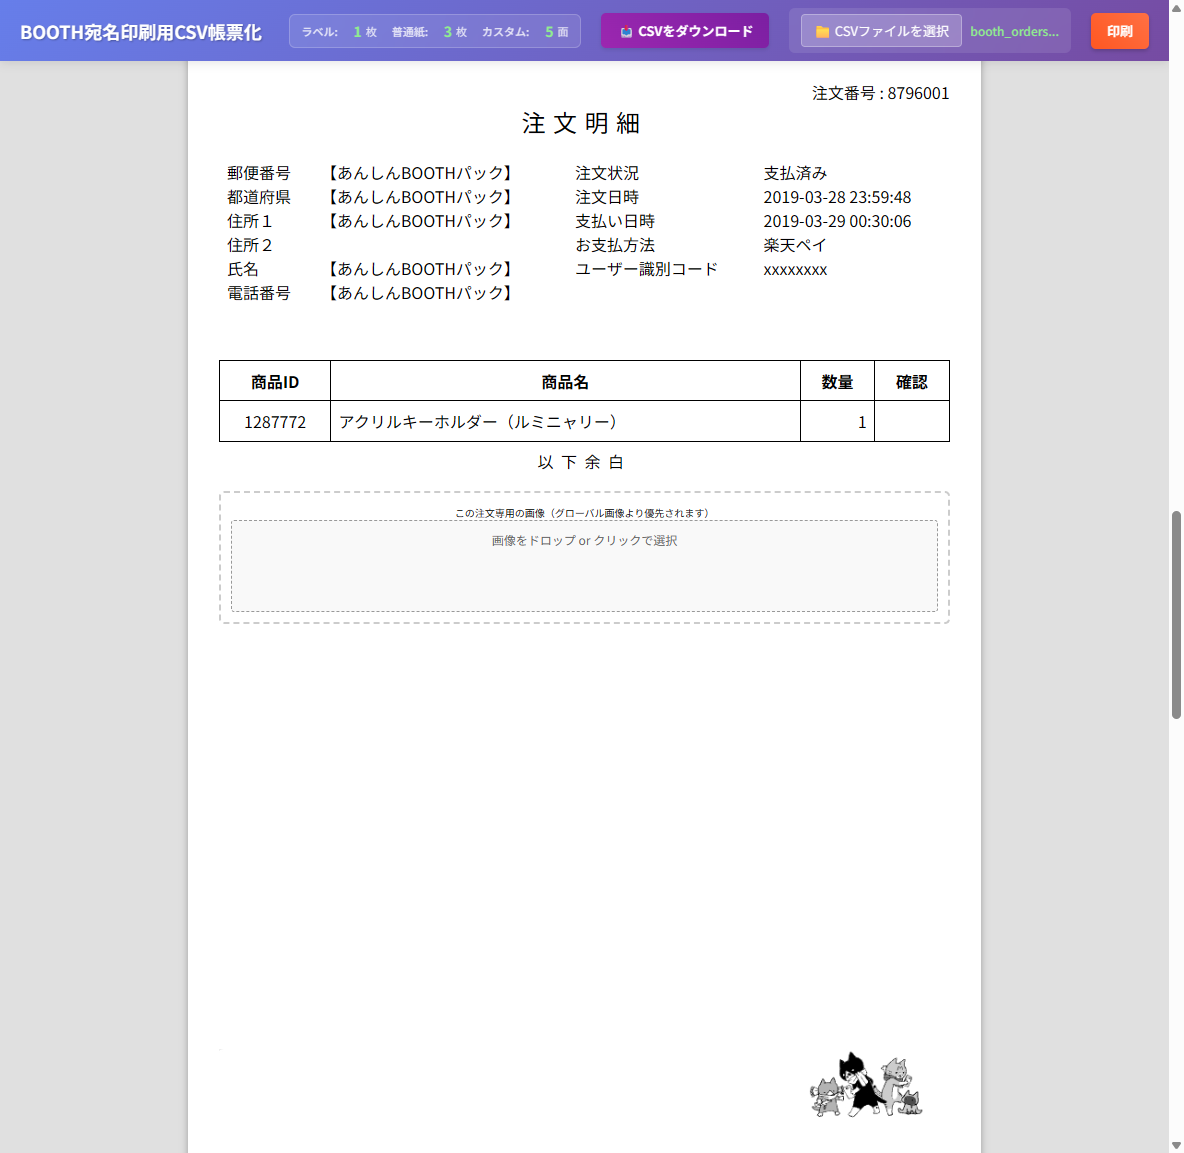 BOOTH宛名印刷用CSV帳票化
ラベル: 1 枚 普通紙: 3 枚 カスタム: 5 面
CSVをダウンロード
CSVファイルを選択
booth_orders...
印刷
注文番号 : 8796001
注文明細
郵便番号 【あんしんBOOTHパック】
都道府県 【あんしんBOOTHパック】
住所１ 【あんしんBOOTHパック】
住所２
氏名 【あんしんBOOTHパック】
電話番号 【あんしんBOOTHパック】
注文状況 支払済み
注文日時 2019-03-28 23:59:48
支払い日時 2019-03-29 00:30:06
お支払方法 楽天ペイ
ユーザー識別コード xxxxxxxx
商品ID 商品名 数量 確認
1287772 アクリルキーホルダー（ルミニャリー） 1
以下余白
この注文専用の画像（グローバル画像より優先されます）
画像をドロップ or クリックで選択